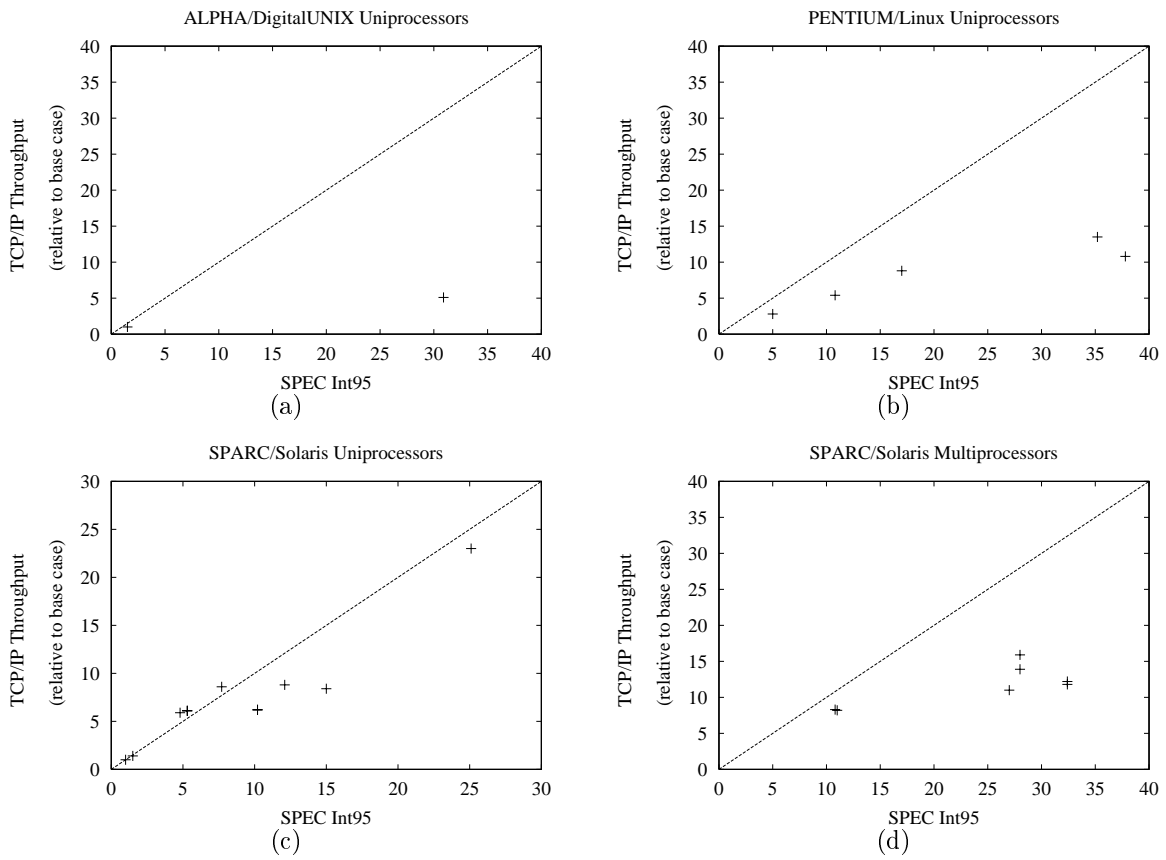 ALPHA/DigitalUNIX Uniprocessors
40
35
30
25
20
15
10
5
0
TCP/IP Throughput
(relative to base case)
0 5 10 15 20 25 30 35 40
SPEC Int95
(a)
PENTIUM/Linux Uniprocessors
40
35
30
25
20
15
10
5
0
TCP/IP Throughput
(relative to base case)
0 5 10 15 20 25 30 35 40
SPEC Int95
(b)
SPARC/Solaris Uniprocessors
30
25
20
15
10
5
0
TCP/IP Throughput
(relative to base case)
0 5 10 15 20 25 30
SPEC Int95
(c)
SPARC/Solaris Multiprocessors
40
35
30
25
20
15
10
5
0
TCP/IP Throughput
(relative to base case)
0 5 10 15 20 25 30 35 40
SPEC Int95
(d)